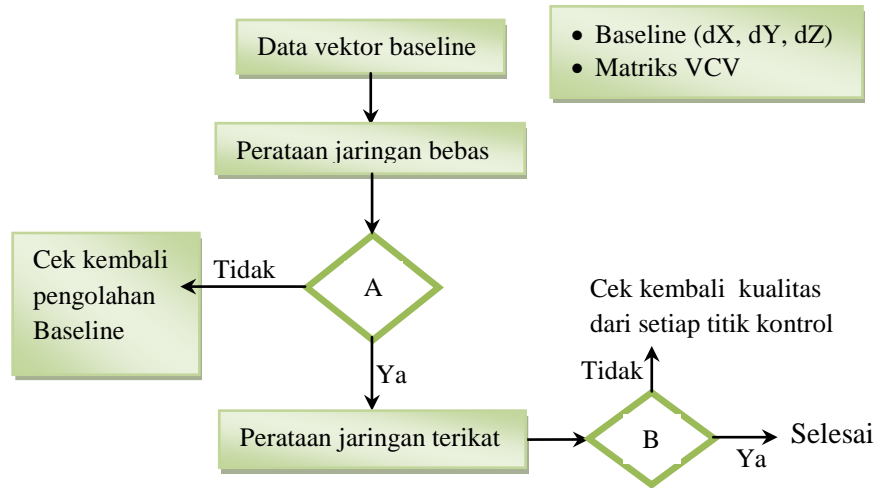 Data vektor baseline
• Baseline (dX, dY, dZ)
• Matriks VCV
Perataan jaringan bebas
Cek kembali
pengolahan
Baseline
Tidak
A
Ya
Cek kembali kualitas
dari setiap titik kontrol
Tidak
Perataan jaringan terikat
B
Ya
Selesai